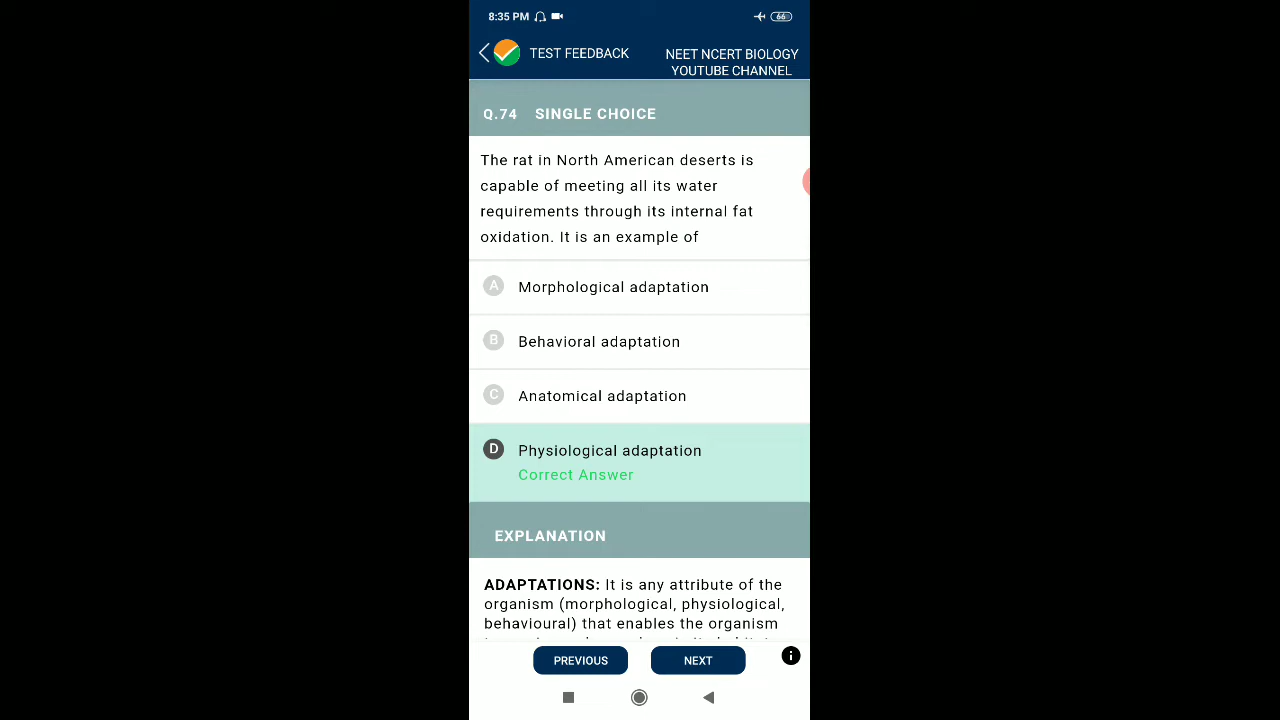 8:35 PM 66
TEST FEEDBACK
NEET NCERT BIOLOGY
YOUTUBE CHANNEL
Q.74 SINGLE CHOICE
The rat in North American deserts is
capable of meeting all its water
requirements through its internal fat
oxidation. It is an example of
A Morphological adaptation
B Behavioral adaptation
C Anatomical adaptation
D Physiological adaptation
Correct Answer
EXPLANATION
ADAPTATIONS: It is any attribute of the
organism (morphological, physiological,
behavioural) that enables the organism
PREVIOUS NEXT